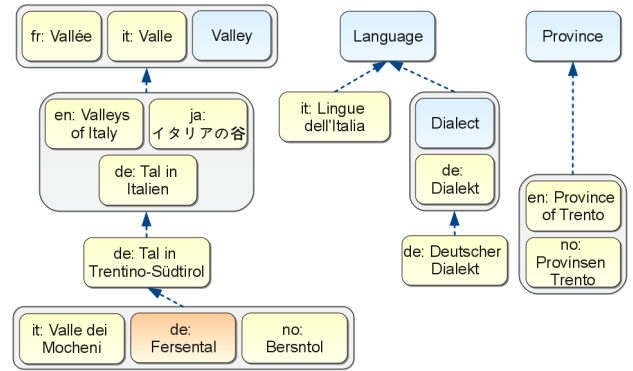 fr: Vallée
it: Valle
Valley
en: Valleys
of Italy
ja:
イタリアの谷
de: Tal in
Italien
de: Tal in
Trentino-Südtirol
it: Valle dei
Mocheni
de:
Fersental
no:
Bersntol
Language
it: Lingue
dell'Italia
Dialect
de:
Dialekt
de: Deutscher
Dialekt
Province
en: Province
of Trento
no:
Provinsen
Trento